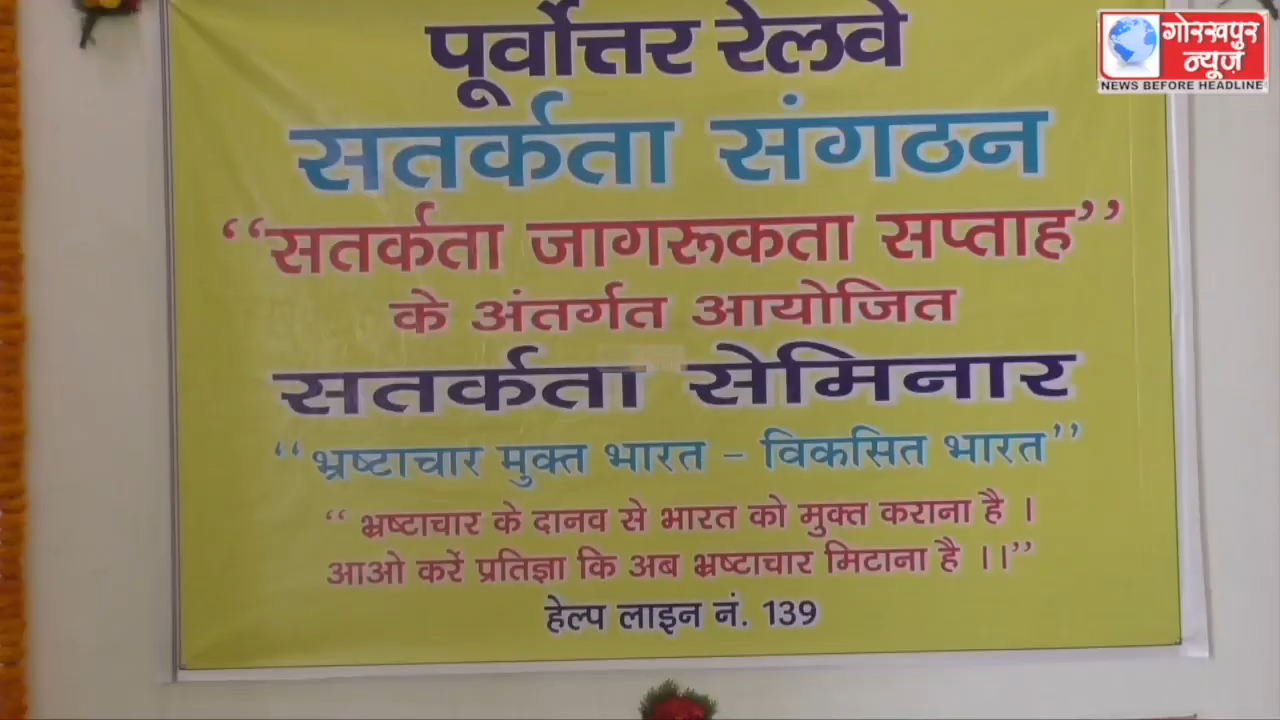 पूर्वोत्तर रेलवे
सतर्कता संगठन
“सतर्कता जागरूकता सप्ताह”
के अंतर्गत आयोजित
सतर्कता सेमिनार
“भ्रष्टाचार मुक्त भारत – विकसित भारत”
“ भ्रष्टाचार के दानव से भारत को मुक्त कराना है ।
आओ करें प्रतिज्ञा कि अब भ्रष्टाचार मिटाना है ।।”
हेल्प लाइन नं. 139
गोरखपुर
न्यूज़
NEWS BEFORE HEADLINE